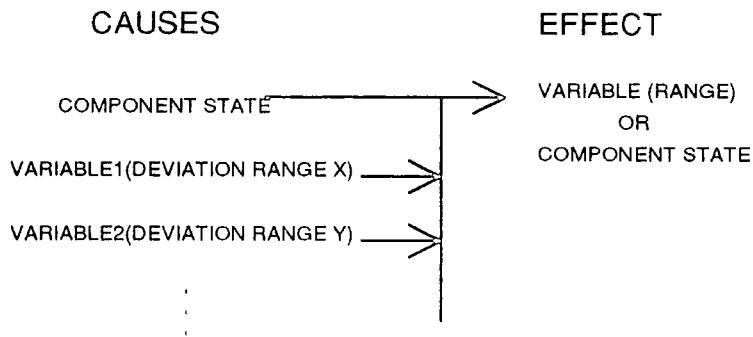 CAUSES EFFECT
COMPONENT STATE
VARIABLE (RANGE)
OR
COMPONENT STATE
VARIABLE1(DEVIATION RANGE X)
VARIABLE2(DEVIATION RANGE Y)